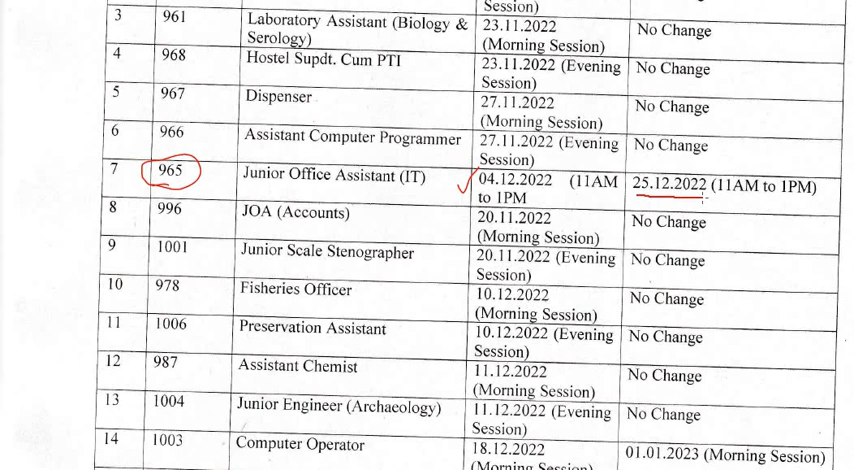 Session)
3 961 Laboratory Assistant (Biology & 23.11.2022 No Change
Serology) (Morning Session)
4 968 Hostel Supdt. Cum PTI 23.11.2022 (Evening No Change
Session)
5 967 Dispenser 27.11.2022 No Change
(Morning Session)
6 966 Assistant Computer Programmer 27.11.2022 (Evening No Change
Session)
7 965 Junior Office Assistant (IT) 04.12.2022 (11AM 25.12.2022 (11AM to 1PM)
to 1PM
8 996 JOA (Accounts) 20.11.2022 No Change
(Morning Session)
9 1001 Junior Scale Stenographer 20.11.2022 (Evening No Change
Session)
10 978 Fisheries Officer 10.12.2022 No Change
(Morning Session)
11 1006 Preservation Assistant 10.12.2022 (Evening No Change
Session)
12 987 Assistant Chemist 11.12.2022 No Change
(Morning Session)
13 1004 Junior Engineer (Archaeology) 11.12.2022 (Evening No Change
Session)
14 1003 Computer Operator 18.12.2022 01.01.2023 (Morning Session)
(Morning Session)